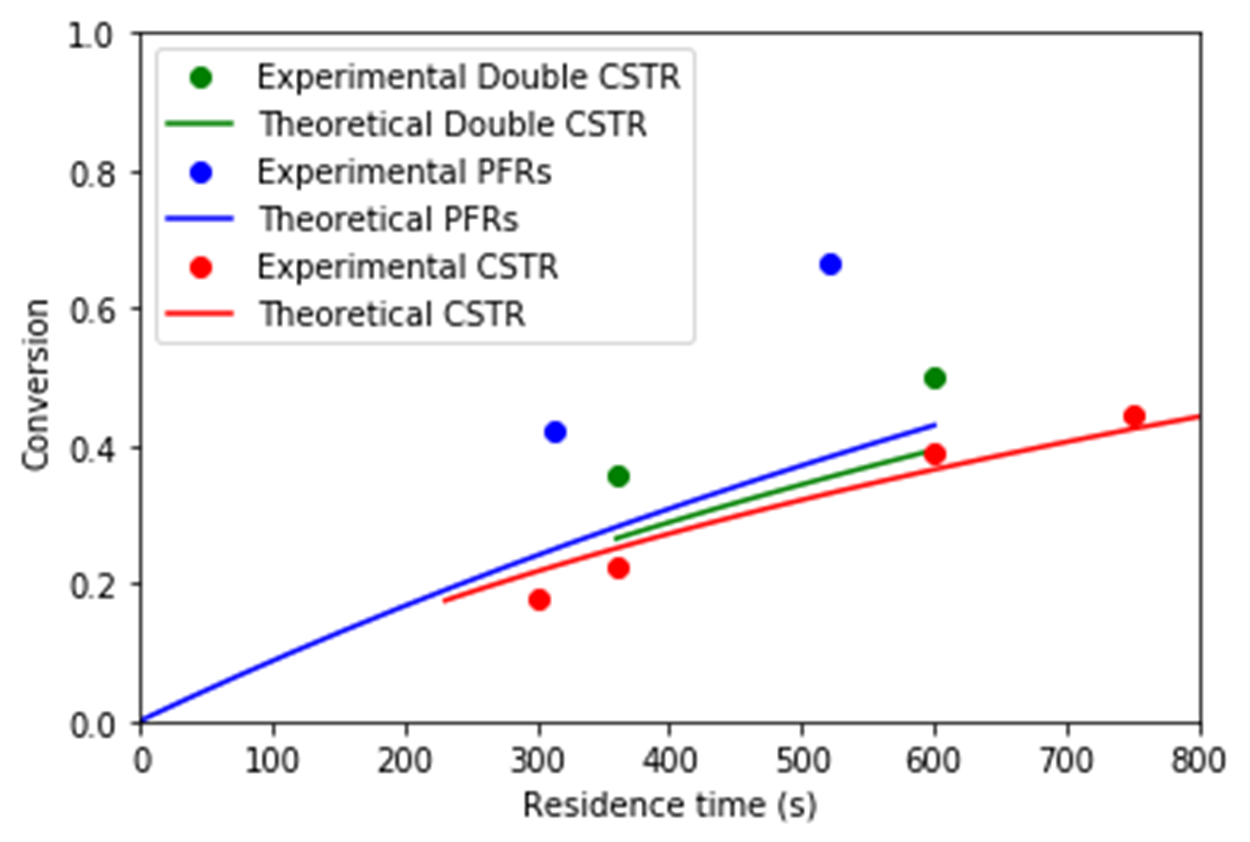 1.0
0.8
0.6
0.4
0.2
0.0
Conversion
Experimental Double CSTR
Theoretical Double CSTR
Experimental PFRs
Theoretical PFRs
Experimental CSTR
Theoretical CSTR
0 100 200 300 400 500 600 700 800
Residence time (s)